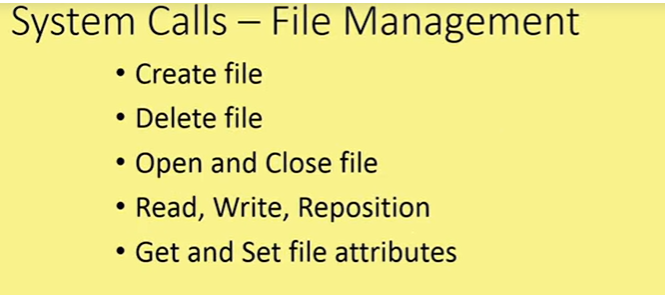 System Calls – File Management
• Create file
• Delete file
• Open and Close file
• Read, Write, Reposition
• Get and Set file attributes